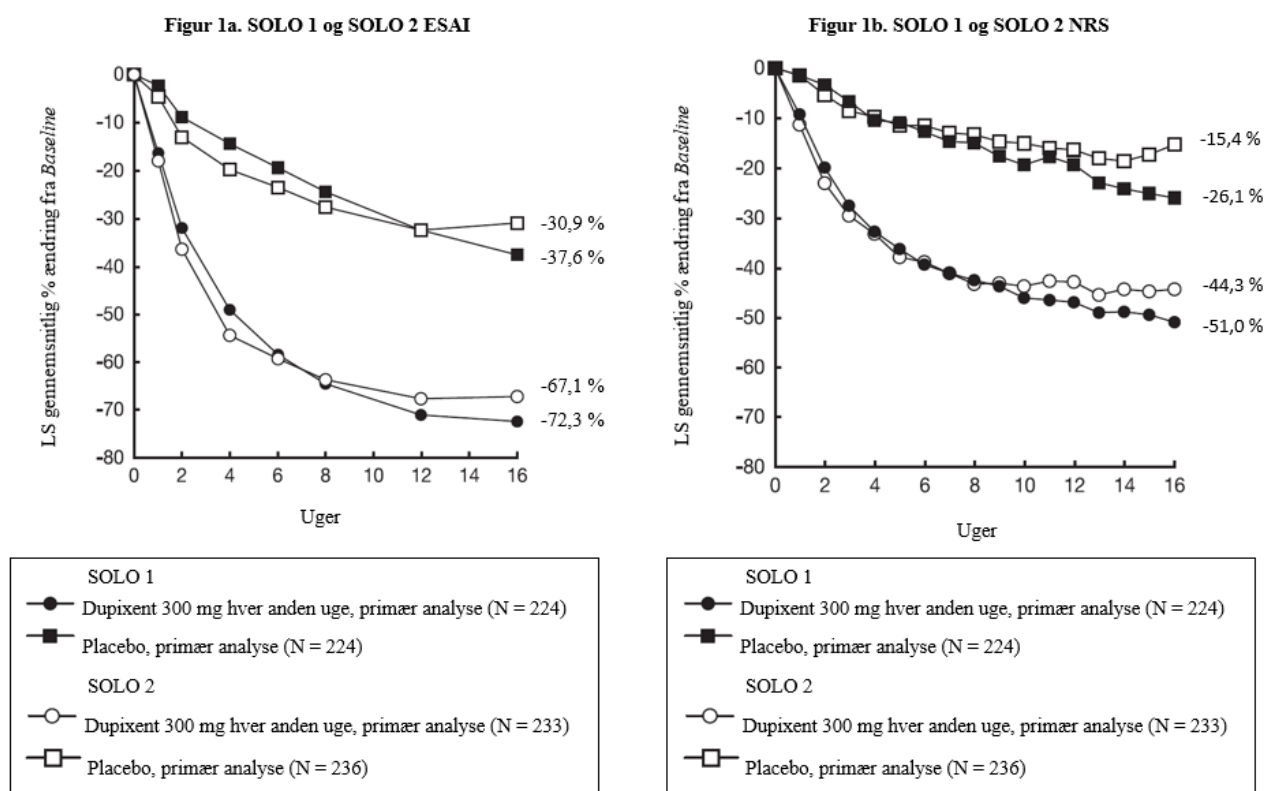 Figur 1a. SOLO 1 og SOLO 2 ESAI
LS gennemsnitlig % ændring fra Baseline
0
-10
-20
-30
-40
-50
-60
-70
-80
-30,9 %
-37,6 %
-67,1 %
-72,3 %
0 2 4 6 8 10 12 14 16
Uger
SOLO 1
Dupixent 300 mg hver anden uge, primær analyse (N = 224)
Placebo, primær analyse (N = 224)
SOLO 2
Dupixent 300 mg hver anden uge, primær analyse (N = 233)
Placebo, primær analyse (N = 236)
Figur 1b. SOLO 1 og SOLO 2 NRS
LS gennemsnitlig % ændring fra Baseline
0
-10
-20
-30
-40
-50
-60
-70
-80
-15,4 %
-26,1 %
-44,3 %
-51,0 %
0 2 4 6 8 10 12 14 16
Uger
SOLO 1
Dupixent 300 mg hver anden uge, primær analyse (N = 224)
Placebo, primær analyse (N = 224)
SOLO 2
Dupixent 300 mg hver anden uge, primær analyse (N = 233)
Placebo, primær analyse (N = 236)